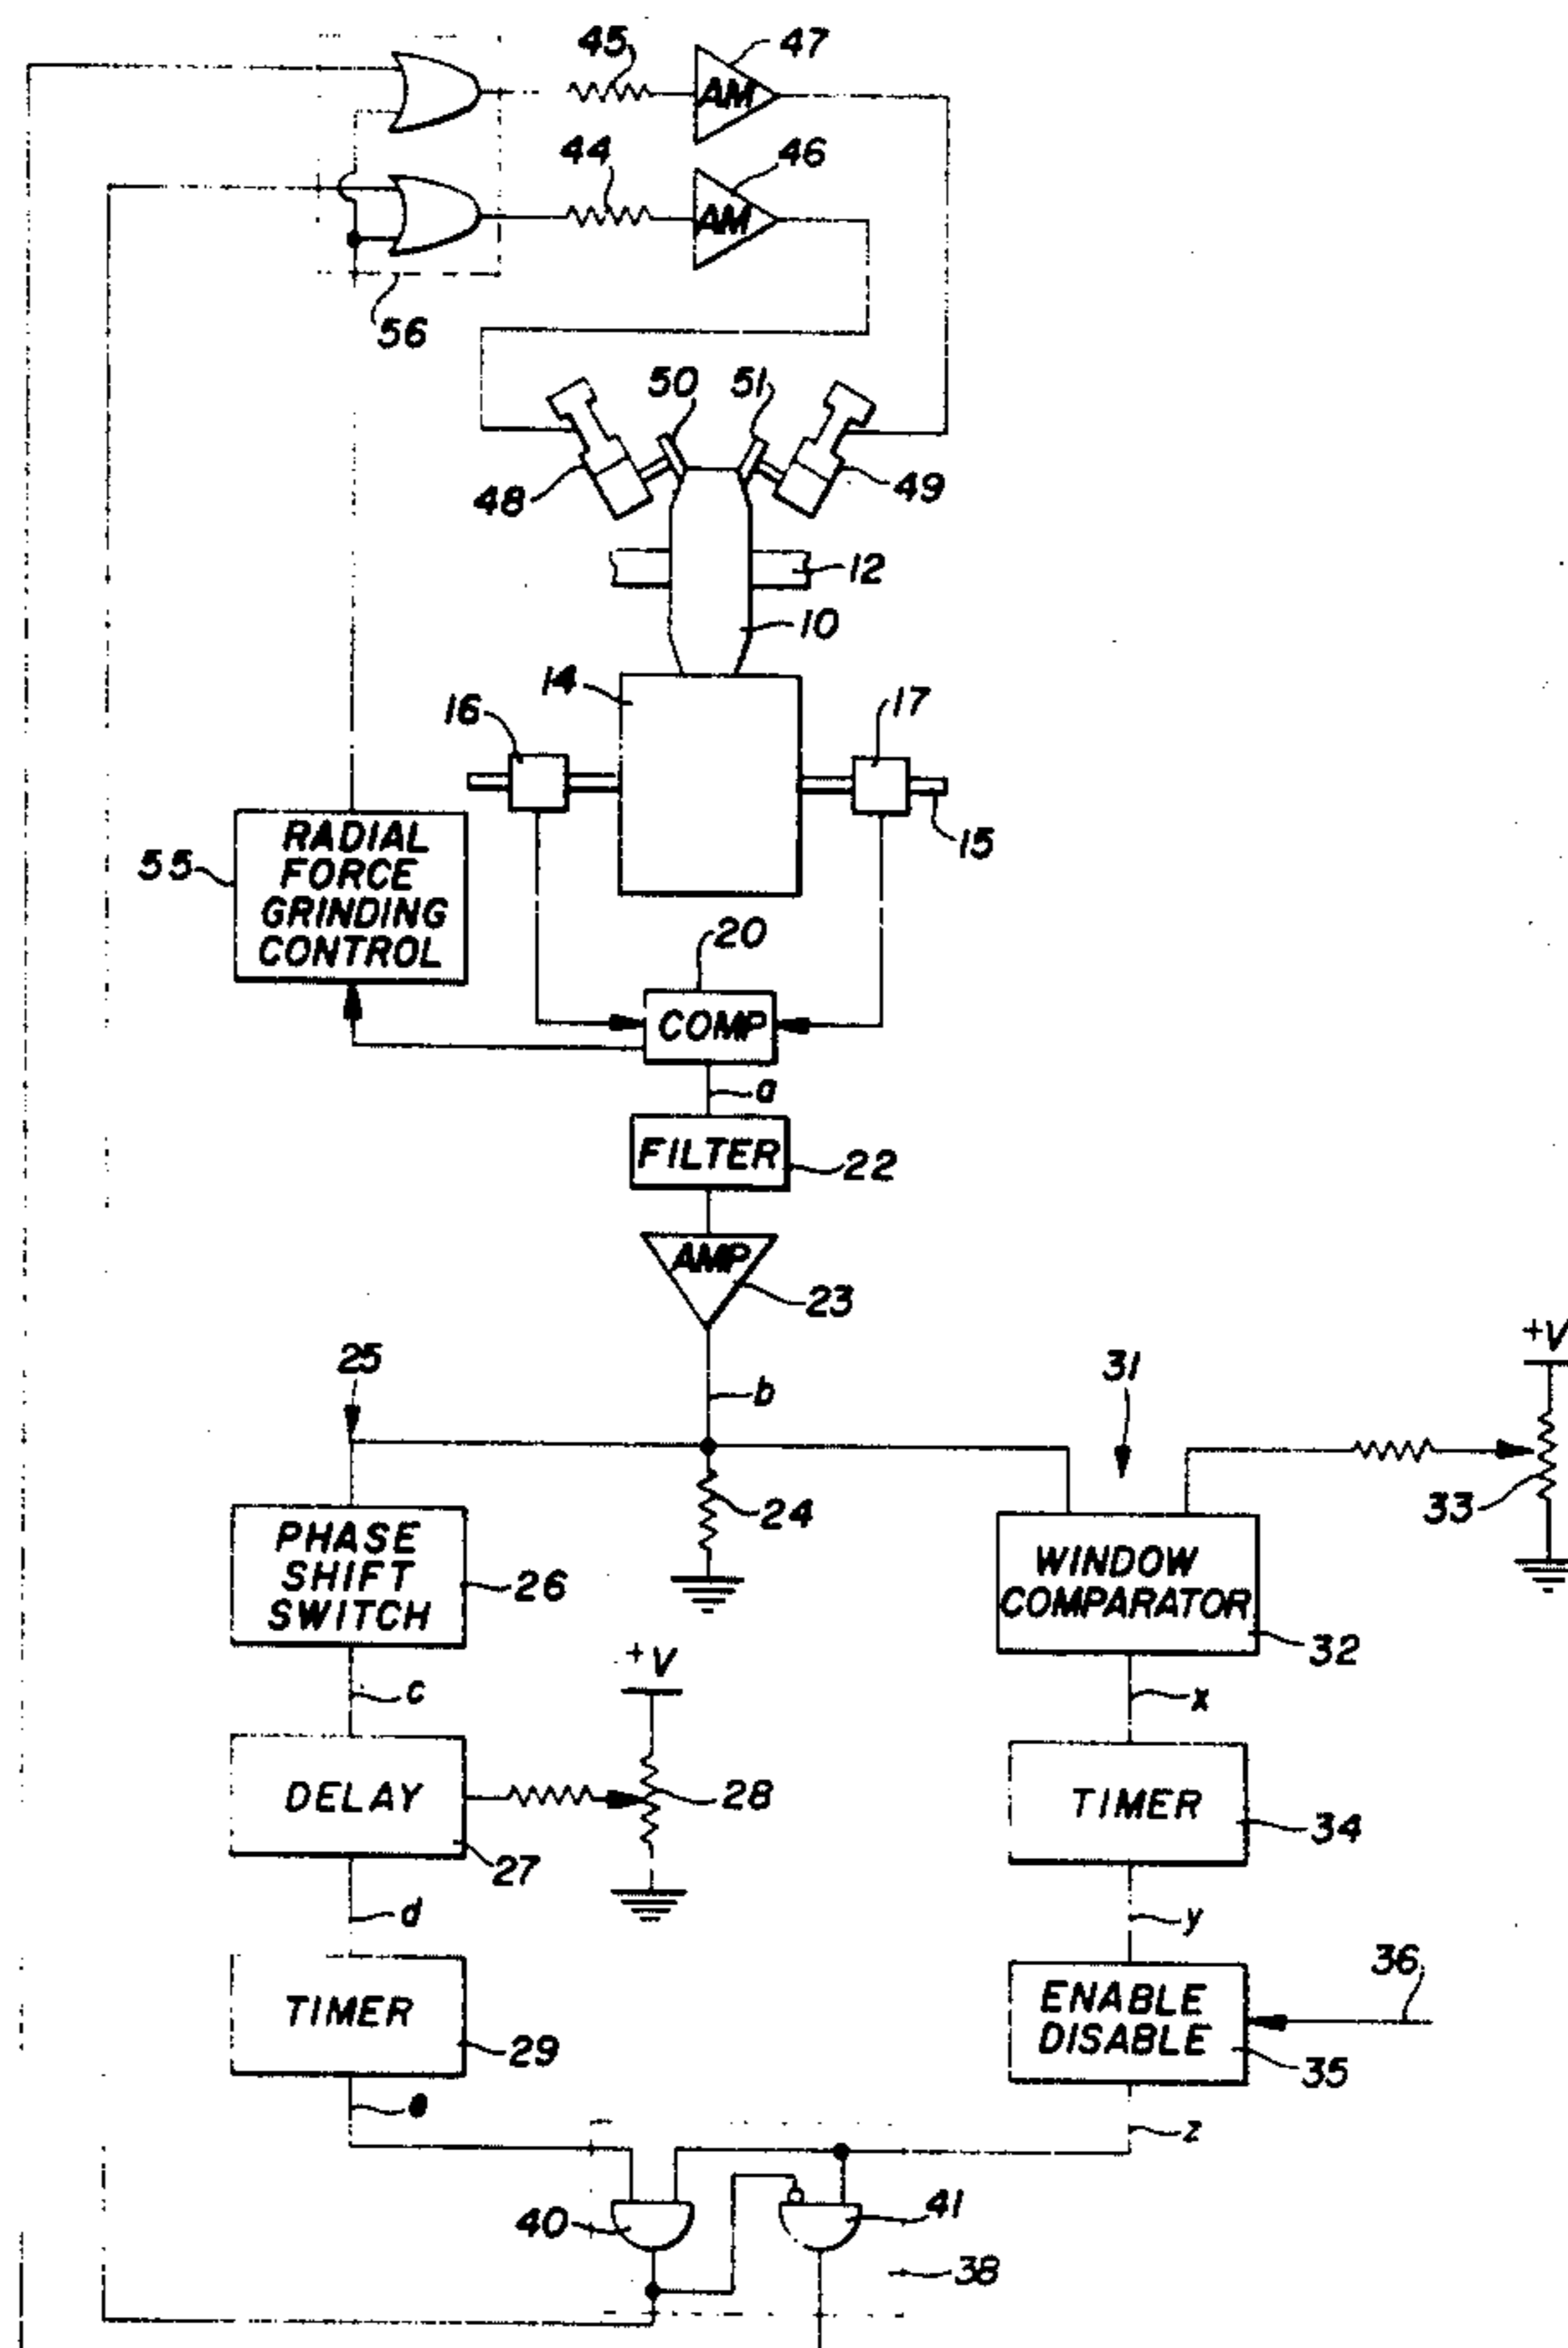 45
47
AM
44
46
AM
56
50
51
48
49
12
10
14
16
17
15
55
RADIAL
FORCE
GRINDING
CONTROL
20
COMP
a
FILTER
22
AMP
23
+V
25
b
31
24
33
PHASE
SHIFT
SWITCH
26
WINDOW
COMPARATOR
32
+V
c
x
DELAY
28
TIMER
34
27
d
y
36
TIMER
29
ENABLE
DISABLE
35
e
z
40
41
38